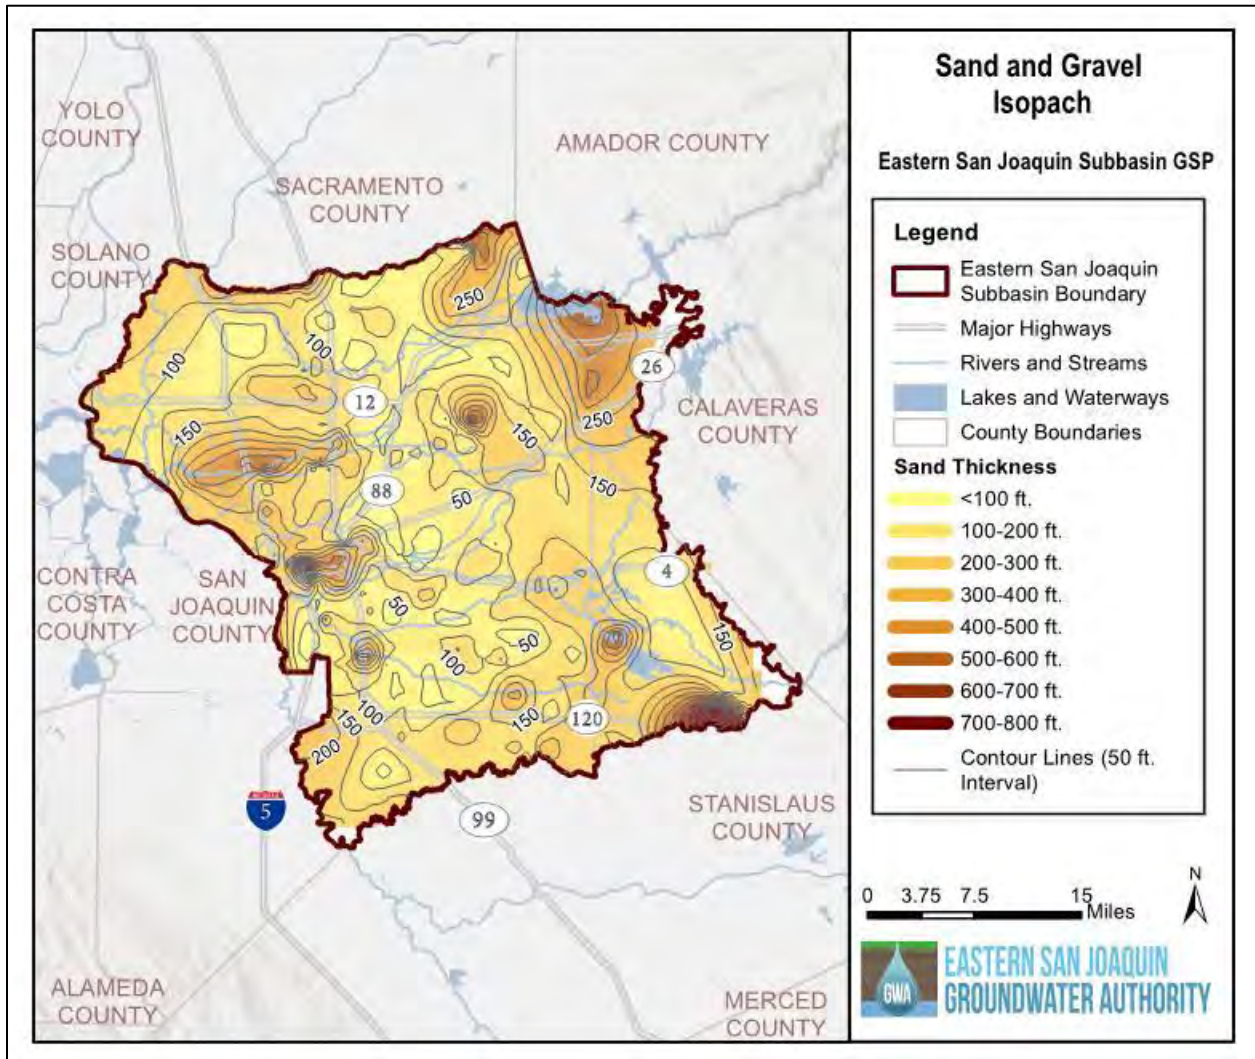 YOLO
COUNTY
AMADOR COUNTY
SACRAMENTO
COUNTY
SOLANO
COUNTY
250
100
100
26
12
CALAVERAS
COUNTY
250
150
150
150
88
50
4
CONTRA
COSTA
COUNTY
SAN
JOAQUIN
COUNTY
50
50
150
100
100
150
150
120
200
5
99
STANISLAUS
COUNTY
ALAMEDA
COUNTY
MERCED
COUNTY
Sand and Gravel
Isopach
Eastern San Joaquin Subbasin GSP
Legend
Eastern San Joaquin
Subbasin Boundary
Major Highways
Rivers and Streams
Lakes and Waterways
County Boundaries
Sand Thickness
<100 ft.
100-200 ft.
200-300 ft.
300-400 ft.
400-500 ft.
500-600 ft.
600-700 ft.
700-800 ft.
Contour Lines (50 ft.
Interval)
N
0 3.75 7.5 15
Miles
GWA
EASTERN SAN JOAQUIN
GROUNDWATER AUTHORITY